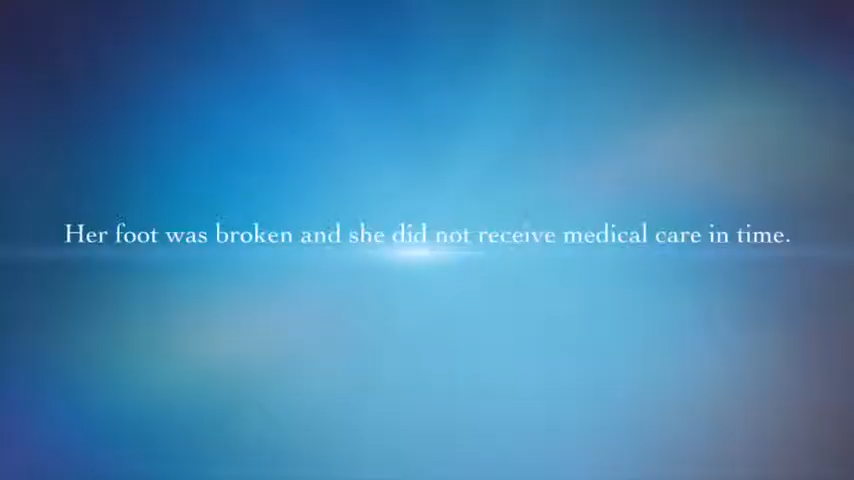 Her foot was broken and she did not receive medical care in time.